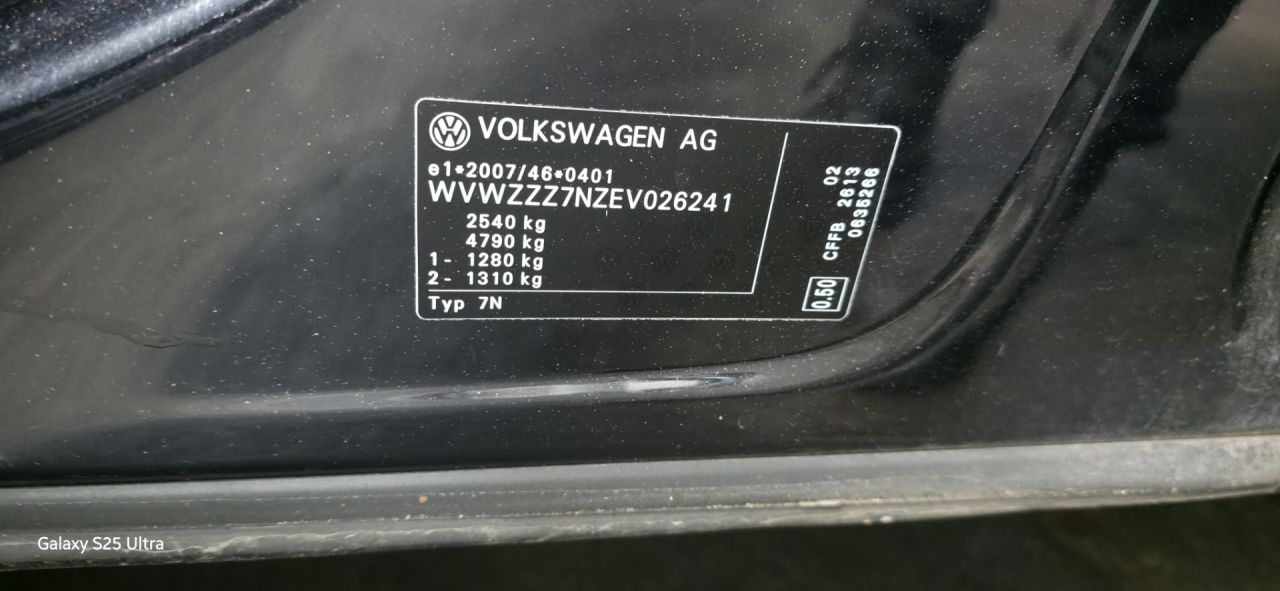 VOLKSWAGEN AG
e1*2007/46*0401
WVWZZZ7NZEV026241
2540 kg
4790 kg
1- 1280 kg
2- 1310 kg
Typ 7N
02
CFFB 2613
0635266
0.50
Galaxy S25 Ultra